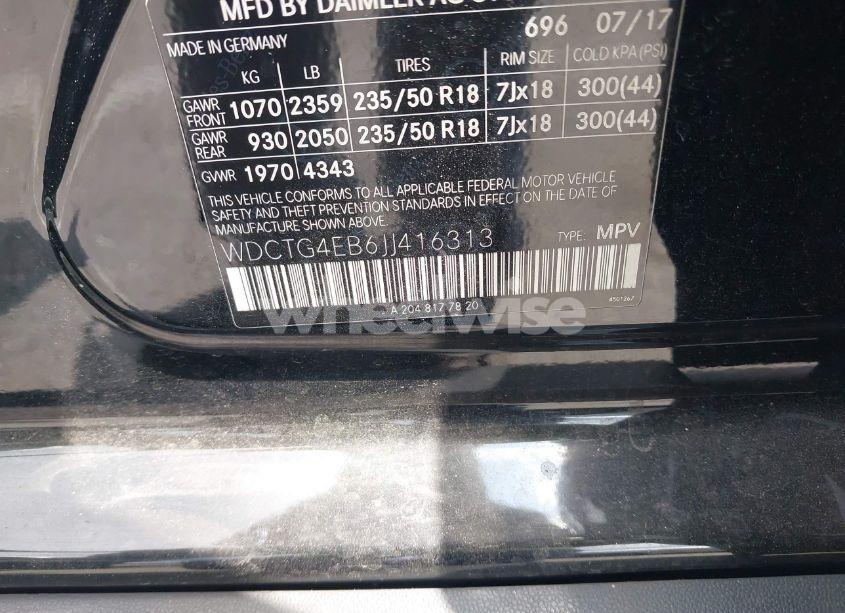 MFD BY DAIMLER AG
696 07/17
MADE IN GERMANY
KG LB TIRES RIM SIZE COLD KPA (PSI)
GAWR FRONT 1070 2359 235/50 R18 7Jx18 300(44)
GAWR REAR 930 2050 235/50 R18 7Jx18 300(44)
GVWR 1970 4343
THIS VEHICLE CONFORMS TO ALL APPLICABLE FEDERAL MOTOR VEHICLE
SAFETY AND THEFT PREVENTION STANDARDS IN EFFECT ON THE DATE OF
MANUFACTURE SHOWN ABOVE.
WDCTG4EB6JJ416313 TYPE: MPV
A 204 817 78 20 4501267
wheelwise